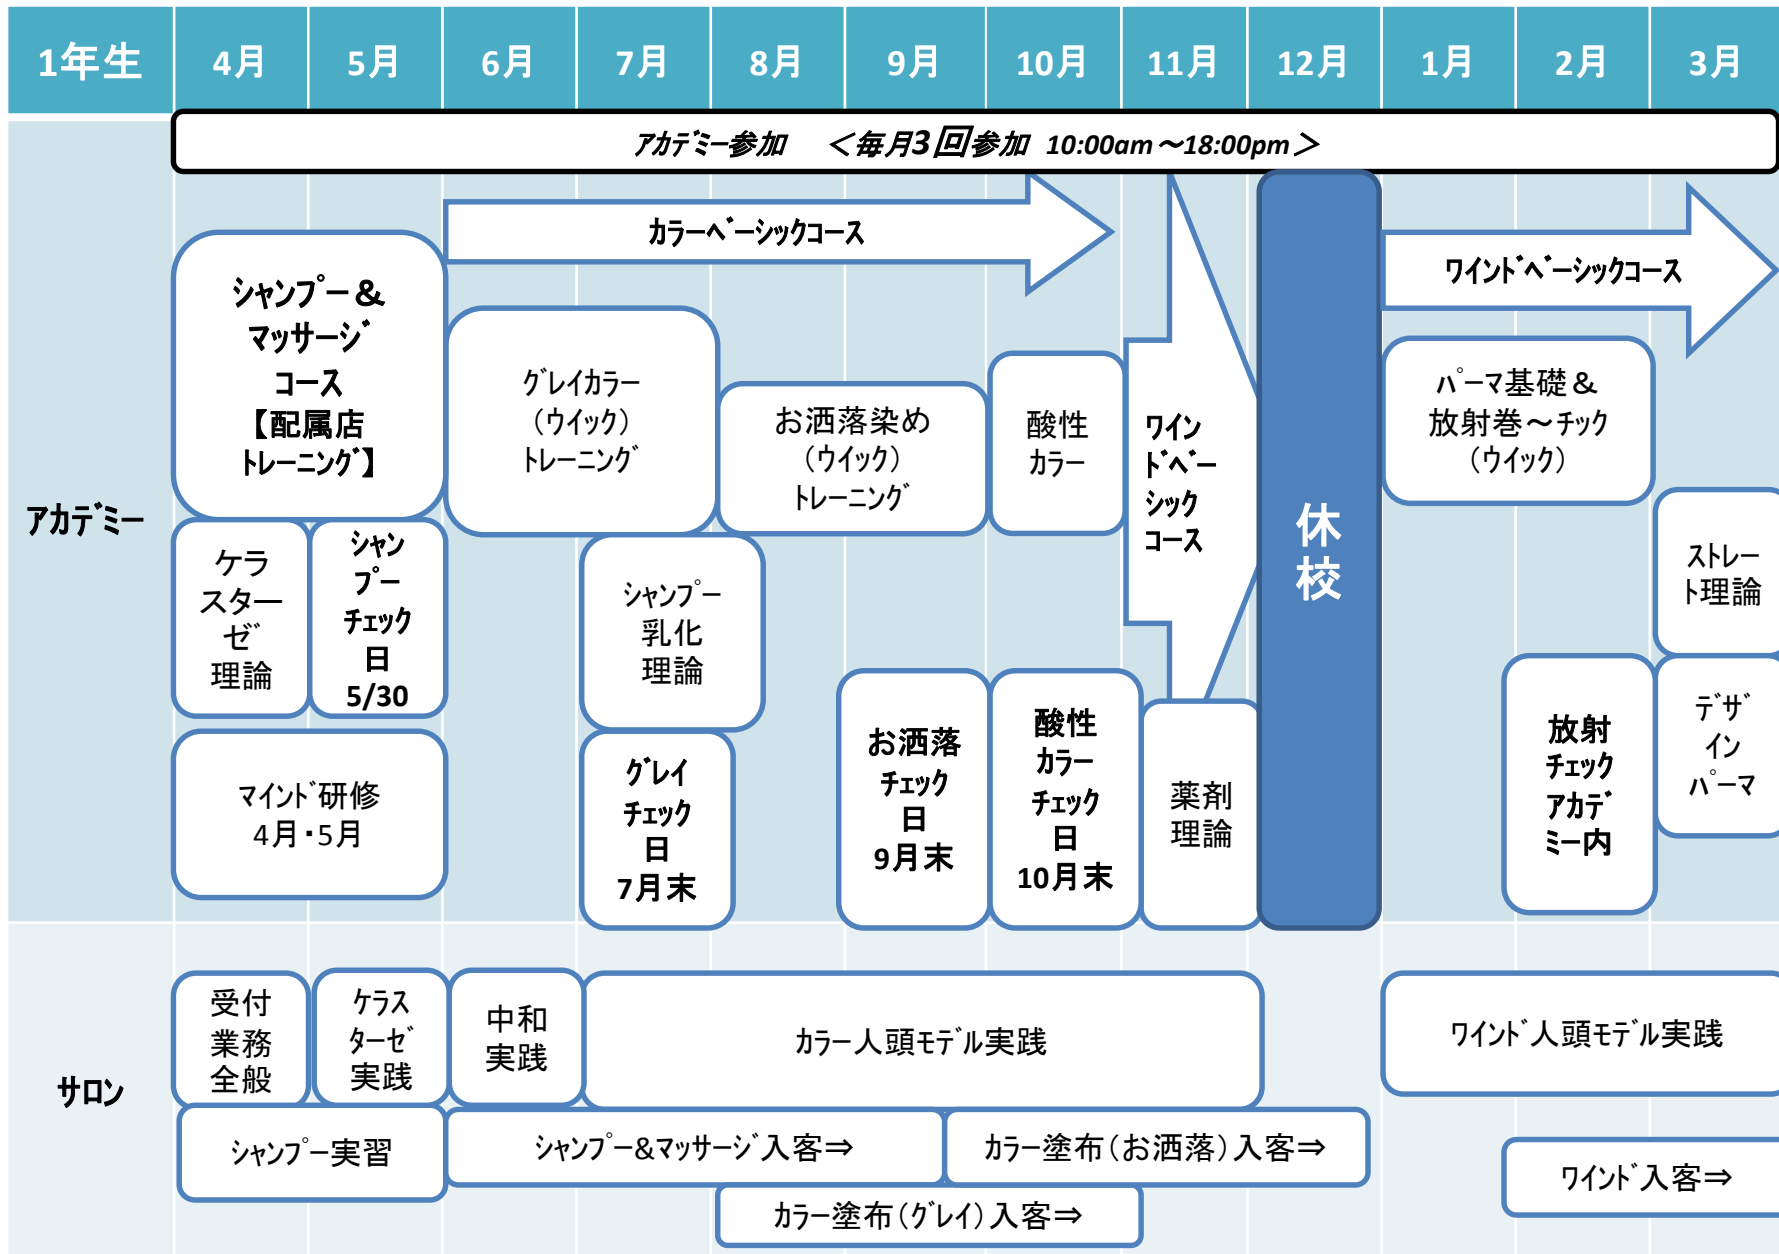 1年生
4月
5月
6月
7月
8月
9月
10月
11月
12月
1月
2月
3月
ｱｶﾃﾞﾐｰ参加　＜毎月3回参加 10:00am～18:00pm＞
アカデミー
ｶﾗｰﾍﾞｰｼｯｸｺｰｽ
ﾜｲﾝﾄﾞﾍﾞｰｼｯｸｺｰｽ
シャンプー＆
マッサージ
コース
【配属店
ﾄﾚｰﾆﾝｸﾞ】
ｸﾞﾚｲｶﾗｰ
(ウイック)
ﾄﾚｰﾆﾝｸﾞ
お洒落染め
(ウイック)
ﾄﾚｰﾆﾝｸﾞ
酸性
ｶﾗｰ
ﾜｲﾝ
ﾄﾞﾍﾞｰ
ｼｯｸ
ｺｰｽ
休
校
ﾊﾟｰﾏ基礎＆
放射巻～ﾁｯｸ
(ウイック)
ケラ
スター
ゼ
理論
ｼｬﾝ
ﾌﾟｰ
ﾁｪｯｸ
日
5/30
ｼｬﾝﾌﾟｰ
乳化
理論
ｽﾄﾚｰ
ﾄ理論
ﾏｲﾝﾄﾞ研修
4月・5月
ｸﾞﾚｲ
ﾁｪｯｸ
日
7月末
お洒落
ﾁｪｯｸ
日
9月末
酸性
ｶﾗｰ
ﾁｪｯｸ
日
10月末
薬剤
理論
放射
ﾁｪｯｸ
ｱｶﾃﾞ
ﾐｰ内
ﾃﾞｻﾞ
ｲﾝ
ﾊﾟｰﾏ
サロン
受付
業務
全般
ｹﾗｽ
ﾀｰｾﾞ
実践
中和
実践
ｶﾗｰ人頭ﾓﾃﾞﾙ実践
ﾜｲﾝﾄﾞ人頭ﾓﾃﾞﾙ実践
ｼｬﾝﾌﾟｰ実習
ｼｬﾝﾌﾟｰ&ﾏｯｻｰｼﾞ入客⇒
ｶﾗｰ塗布(お洒落)入客⇒
ﾜｲﾝﾄﾞ入客⇒
ｶﾗｰ塗布(ｸﾞﾚｲ)入客⇒